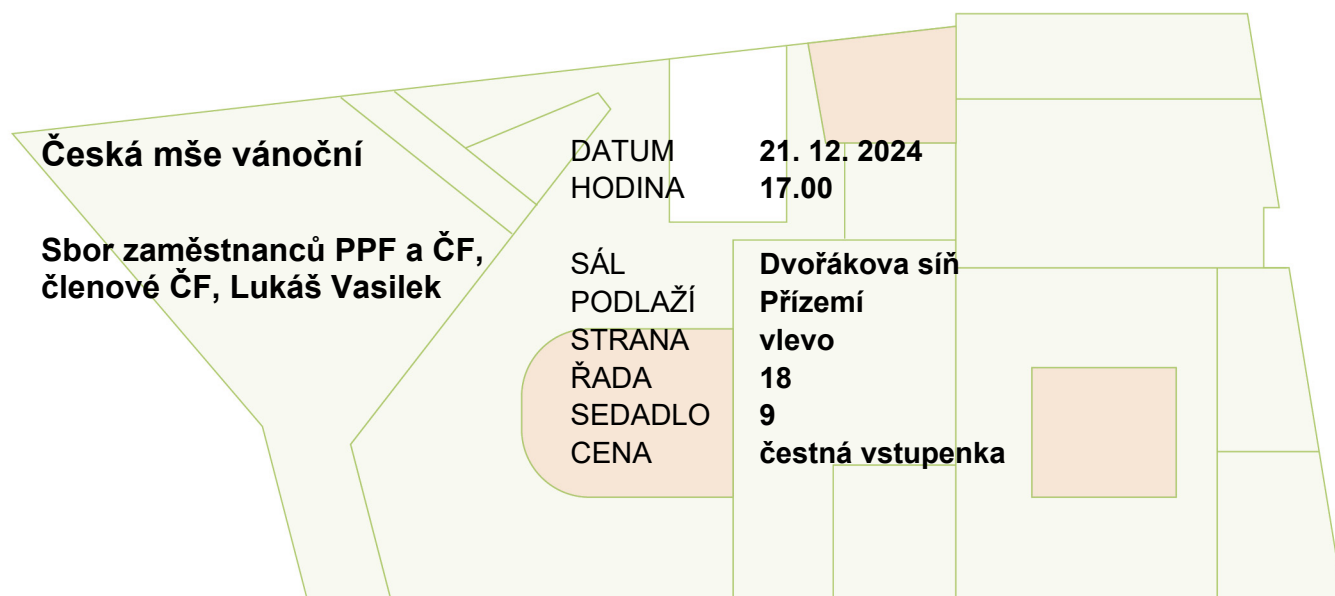 Česká mše vánoční
Sbor zaměstnanců PPF a ČF,
členové ČF, Lukáš Vasilek
DATUM 21. 12. 2024
HODINA 17.00
SÁL Dvořákova síň
PODLAŽÍ Přízemí
STRANA vlevo
ŘADA 18
SEDADLO 9
CENA čestná vstupenka